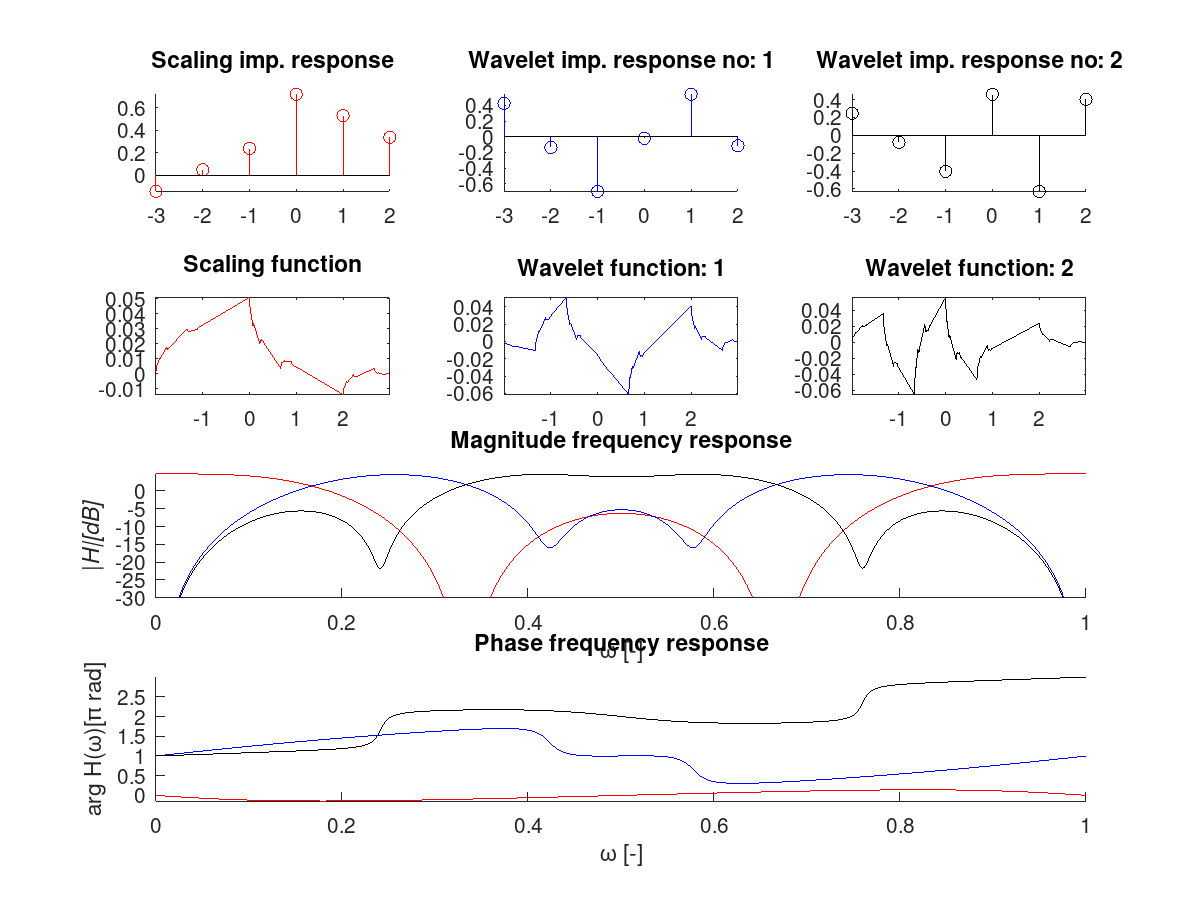 Scaling imp. response
Wavelet imp. response no: 1
Wavelet imp. response no: 2
0.6
0.4
0.2
0
-3 -2 -1 0 1 2
0.4
0.2
0
-0.2
-0.4
-0.6
-3 -2 -1 0 1 2
0.4
0.2
0
-0.2
-0.4
-0.6
-3 -2 -1 0 1 2
Scaling function
Wavelet function: 1
Wavelet function: 2
0.05
0.04
0.03
0.02
0.01
0
-0.01
-1 0 1 2
0.04
0.02
0
-0.02
-0.04
-0.06
-1 0 1 2
0.04
0.02
0
-0.02
-0.04
-0.06
-1 0 1 2
Magnitude frequency response
|H|[dB]
0
-5
-10
-15
-20
-25
-30
0 0.2 0.4 0.6 0.8 1
ω [-]
Phase frequency response
arg H(ω)[π rad]
2.5
2
1.5
1
0.5
0
0 0.2 0.4 0.6 0.8 1
ω [-]